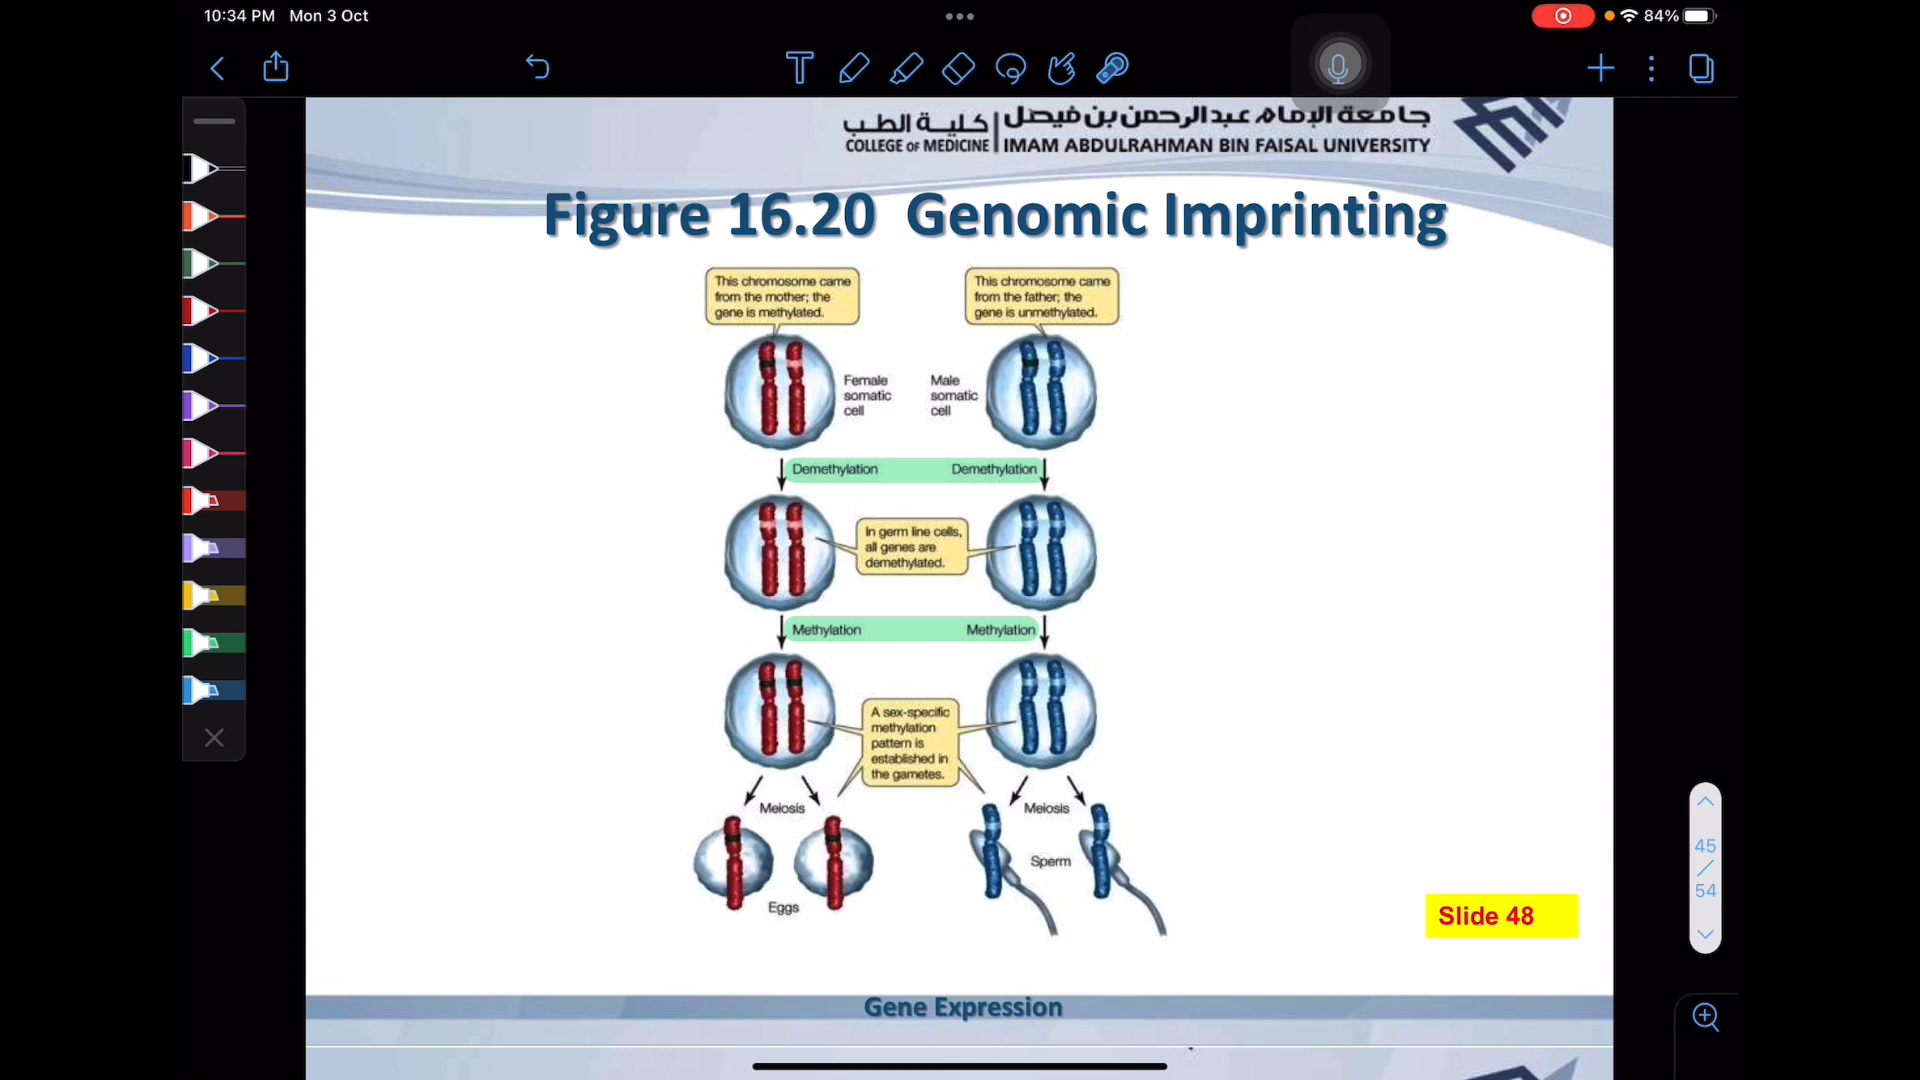 10:34 PM Mon 3 Oct
84%
كلية الطب | جامعة الإمام عبدالرحمن بن فيصل
COLLEGE OF MEDICINE | IMAM ABDULRAHMAN BIN FAISAL UNIVERSITY
Figure 16.20 Genomic Imprinting
This chromosome came
from the mother; the
gene is methylated.
This chromosome came
from the father; the
gene is unmethylated.
Female
somatic
cell
Male
somatic
cell
Demethylation
Demethylation
In germ line cells,
all genes are
demethylated.
Methylation
Methylation
A sex-specific
methylation
pattern is
established in
the gametes.
Meiosis
Meiosis
Sperm
Eggs
45
54
Slide 48
Gene Expression